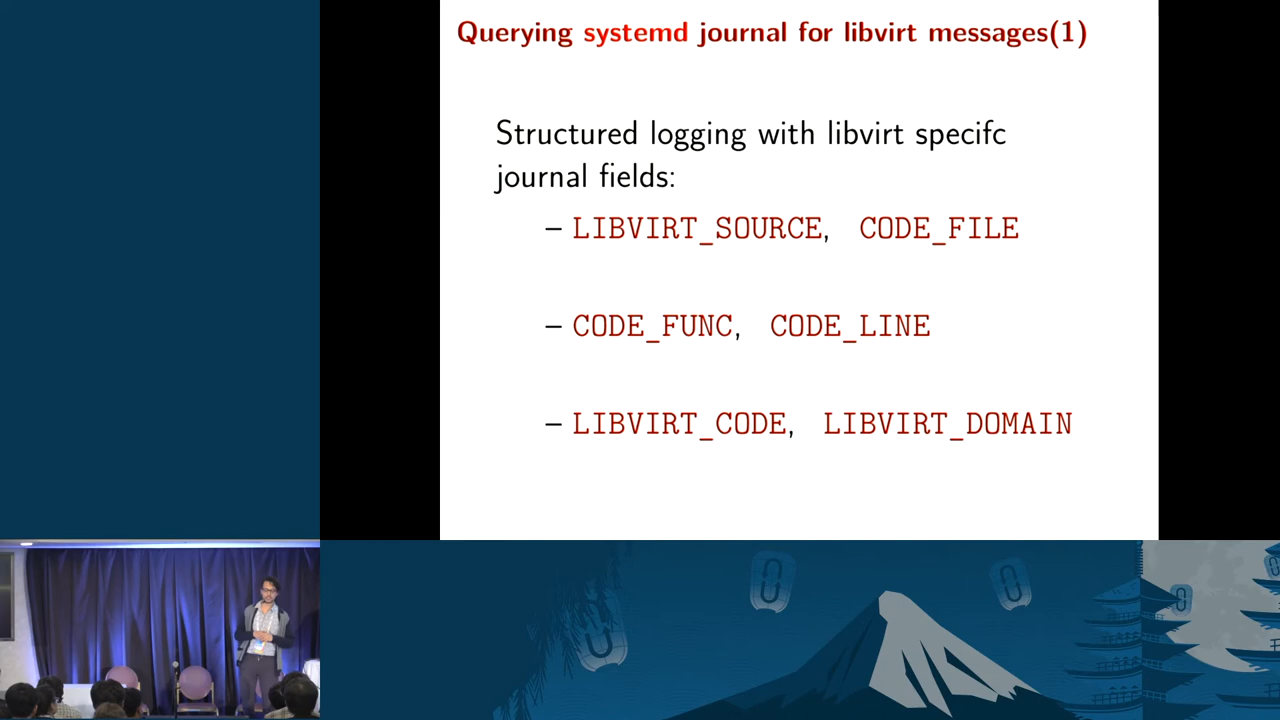 Querying systemd journal for libvirt messages(1)
Structured logging with libvirt specifc
journal fields:
– LIBVIRT_SOURCE, CODE_FILE
– CODE_FUNC, CODE_LINE
– LIBVIRT_CODE, LIBVIRT_DOMAIN